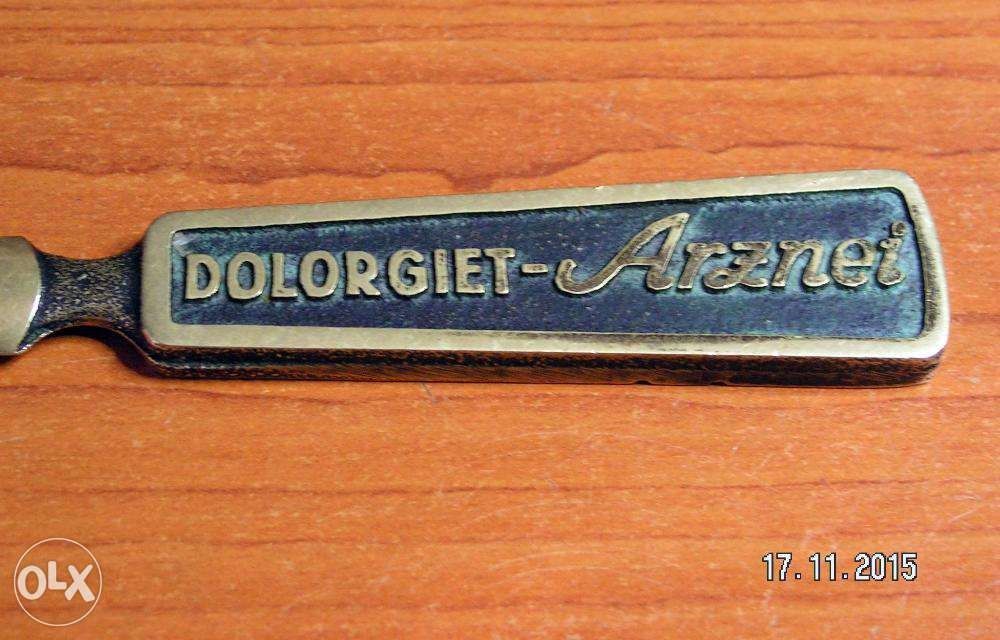 DOLORGIET-Arznei
17. 11. 2015
OLX